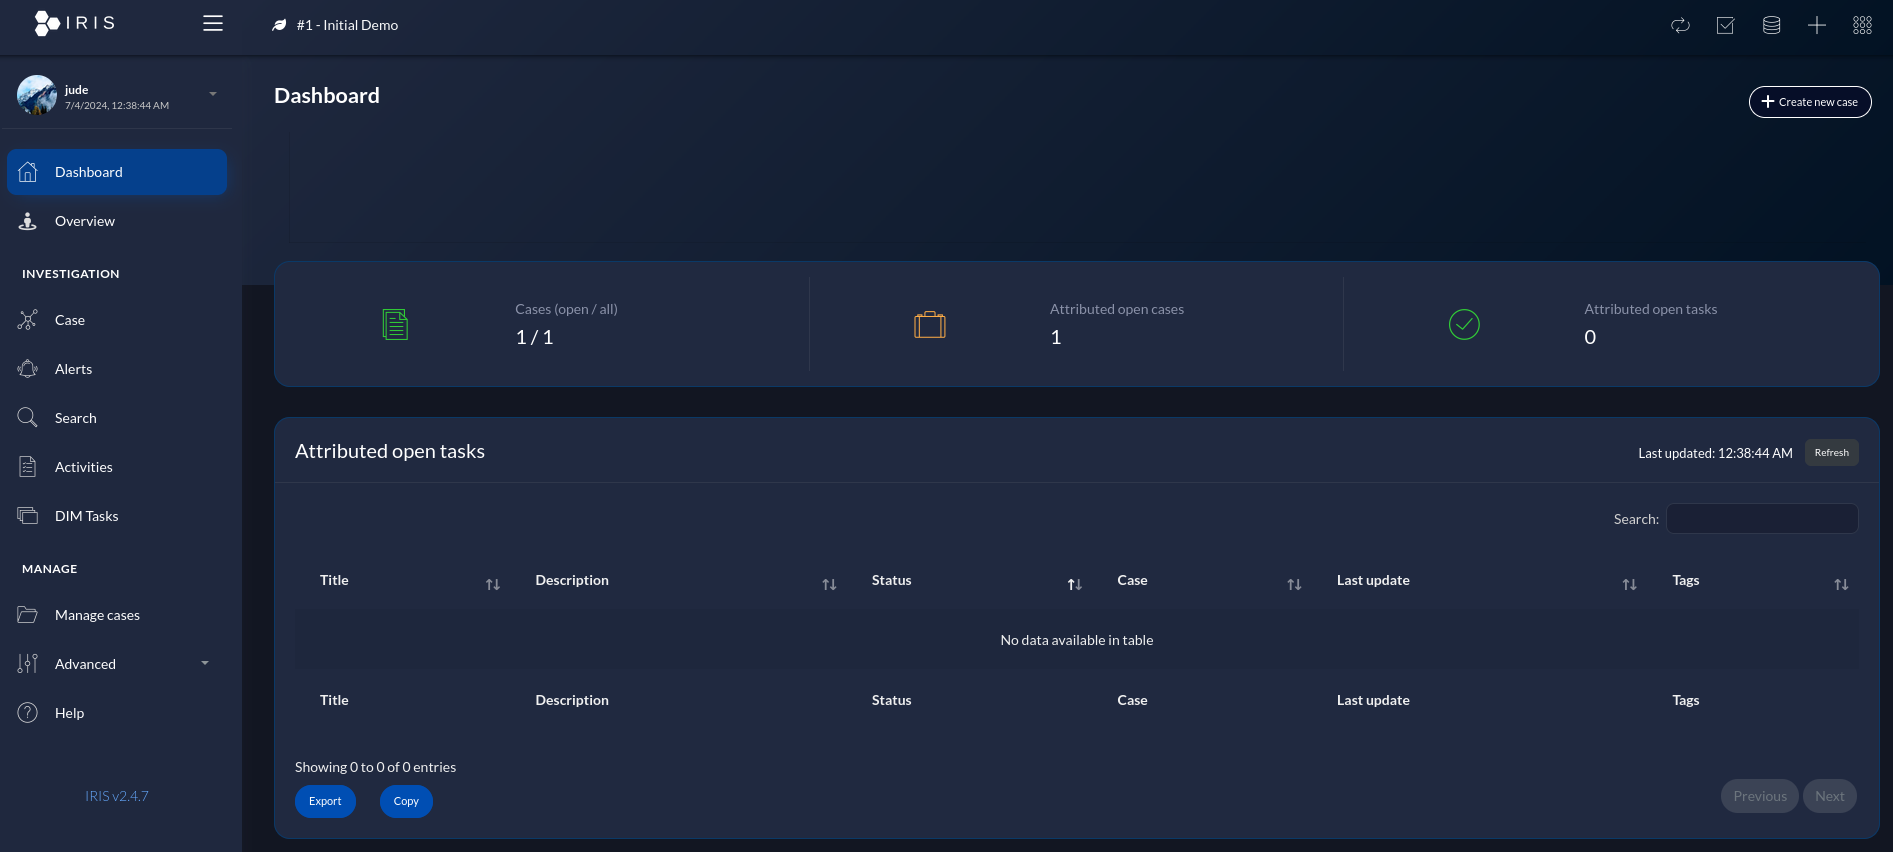 IRIS
#1 - Initial Demo
jude
7/4/2024, 12:38:44 AM
Dashboard
Create new case
Dashboard
Overview
INVESTIGATION
Case
Alerts
Search
Activities
DIM Tasks
MANAGE
Manage cases
Advanced
Help
IRIS v2.4.7
Cases (open / all)
1 / 1
Attributed open cases
1
Attributed open tasks
0
Attributed open tasks
Last updated: 12:38:44 AM Refresh
Search:
Title Description Status Case Last update Tags
No data available in table
Title Description Status Case Last update Tags
Showing 0 to 0 of 0 entries
Export Copy
Previous Next